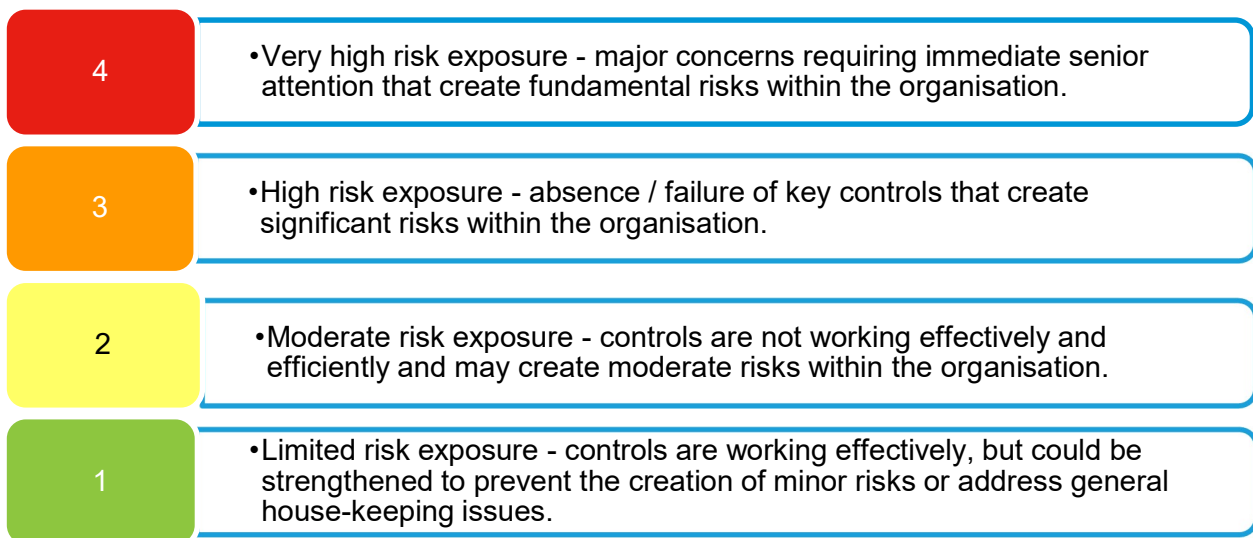 4
•Very high risk exposure - major concerns requiring immediate senior
attention that create fundamental risks within the organisation.
3
•High risk exposure - absence / failure of key controls that create
significant risks within the organisation.
2
•Moderate risk exposure - controls are not working effectively and
efficiently and may create moderate risks within the organisation.
1
•Limited risk exposure - controls are working effectively, but could be
strengthened to prevent the creation of minor risks or address general
house-keeping issues.